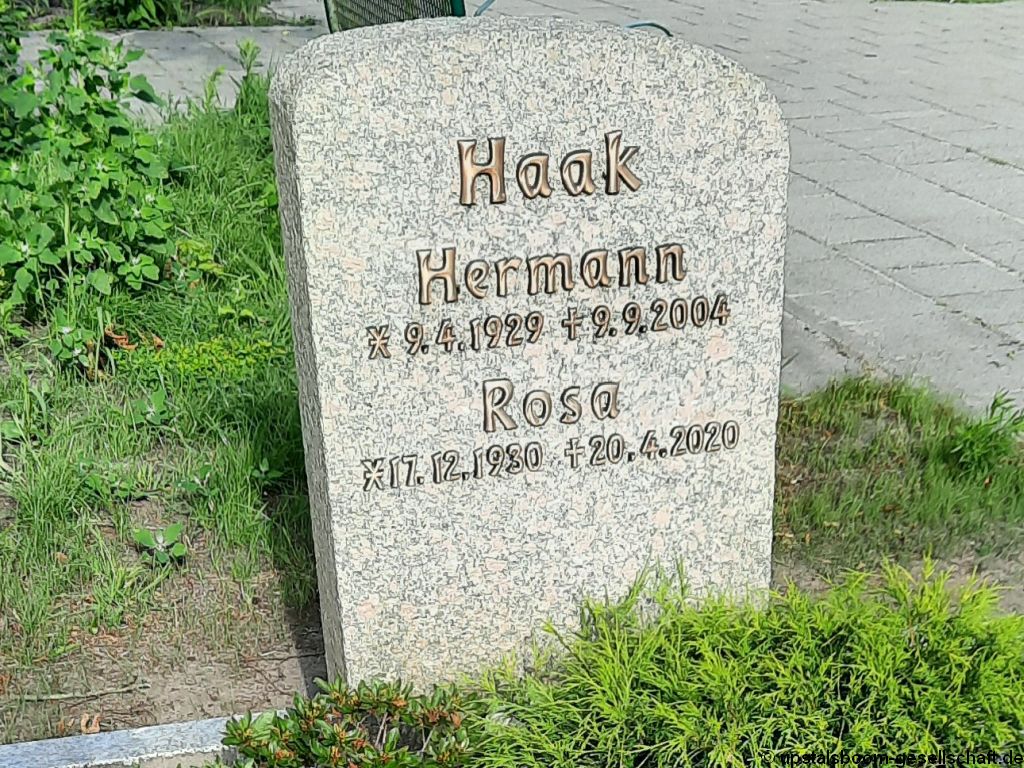 Haak
Hermann
* 9.4.1929 † 9.9.2004
Rosa
* 17.12.1930 † 20.4.2020
© upstalsboom-gesellschaft.de